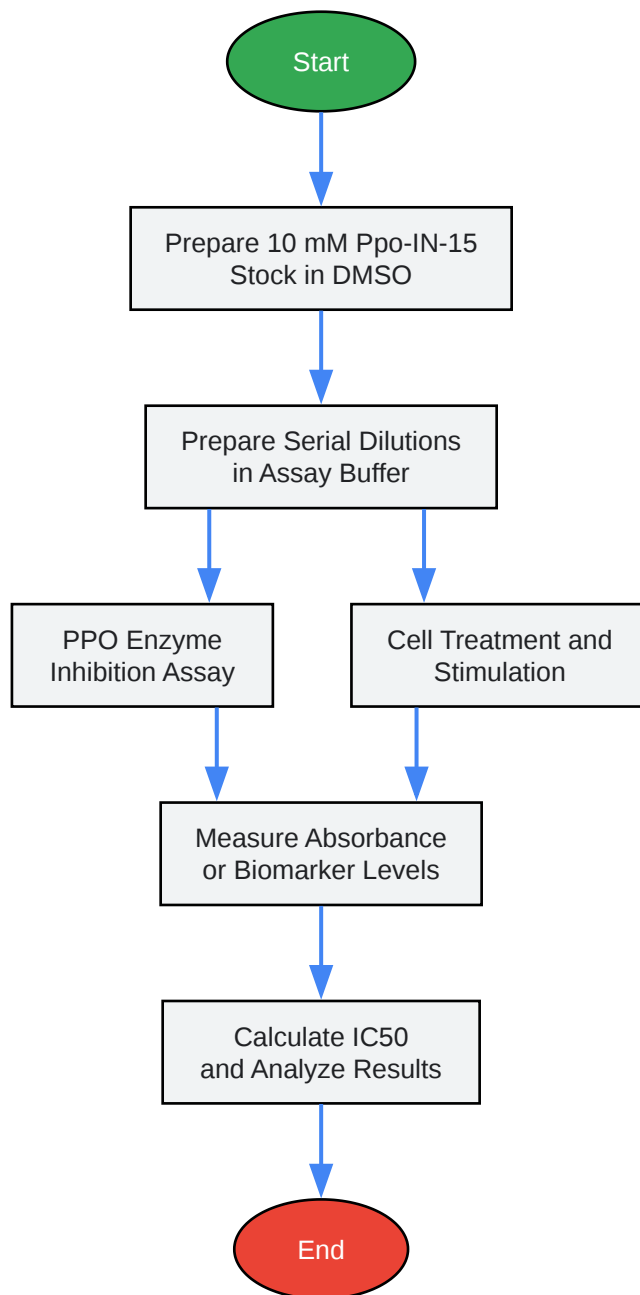 Start
Prepare 10 mM Ppo-IN-15
Stock in DMSO
Prepare Serial Dilutions
in Assay Buffer
PPO Enzyme
Inhibition Assay
Cell Treatment and
Stimulation
Measure Absorbance
or Biomarker Levels
Calculate IC50
and Analyze Results
End